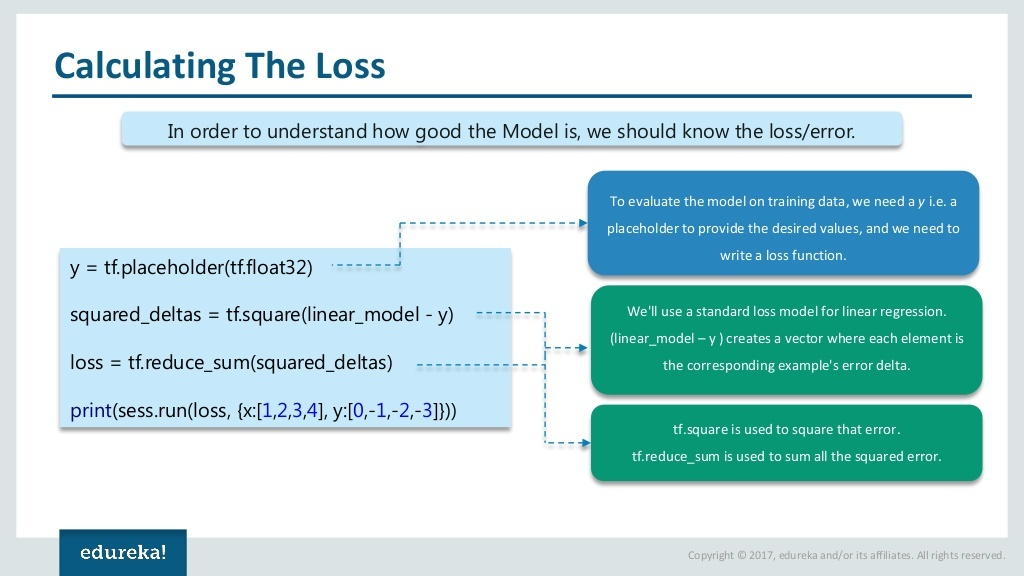 Calculating The Loss
In order to understand how good the Model is, we should know the loss/error.
y = tf.placeholder(tf.float32)
squared_deltas = tf.square(linear_model - y)
loss = tf.reduce_sum(squared_deltas)
print(sess.run(loss, {x:[1,2,3,4], y:[0,-1,-2,-3]}))
To evaluate the model on training data, we need a y i.e. a
placeholder to provide the desired values, and we need to
write a loss function.
We'll use a standard loss model for linear regression.
(linear_model – y ) creates a vector where each element is
the corresponding example's error delta.
tf.square is used to square that error.
tf.reduce_sum is used to sum all the squared error.
edureka!
Copyright © 2017, edureka and/or its affiliates. All rights reserved.